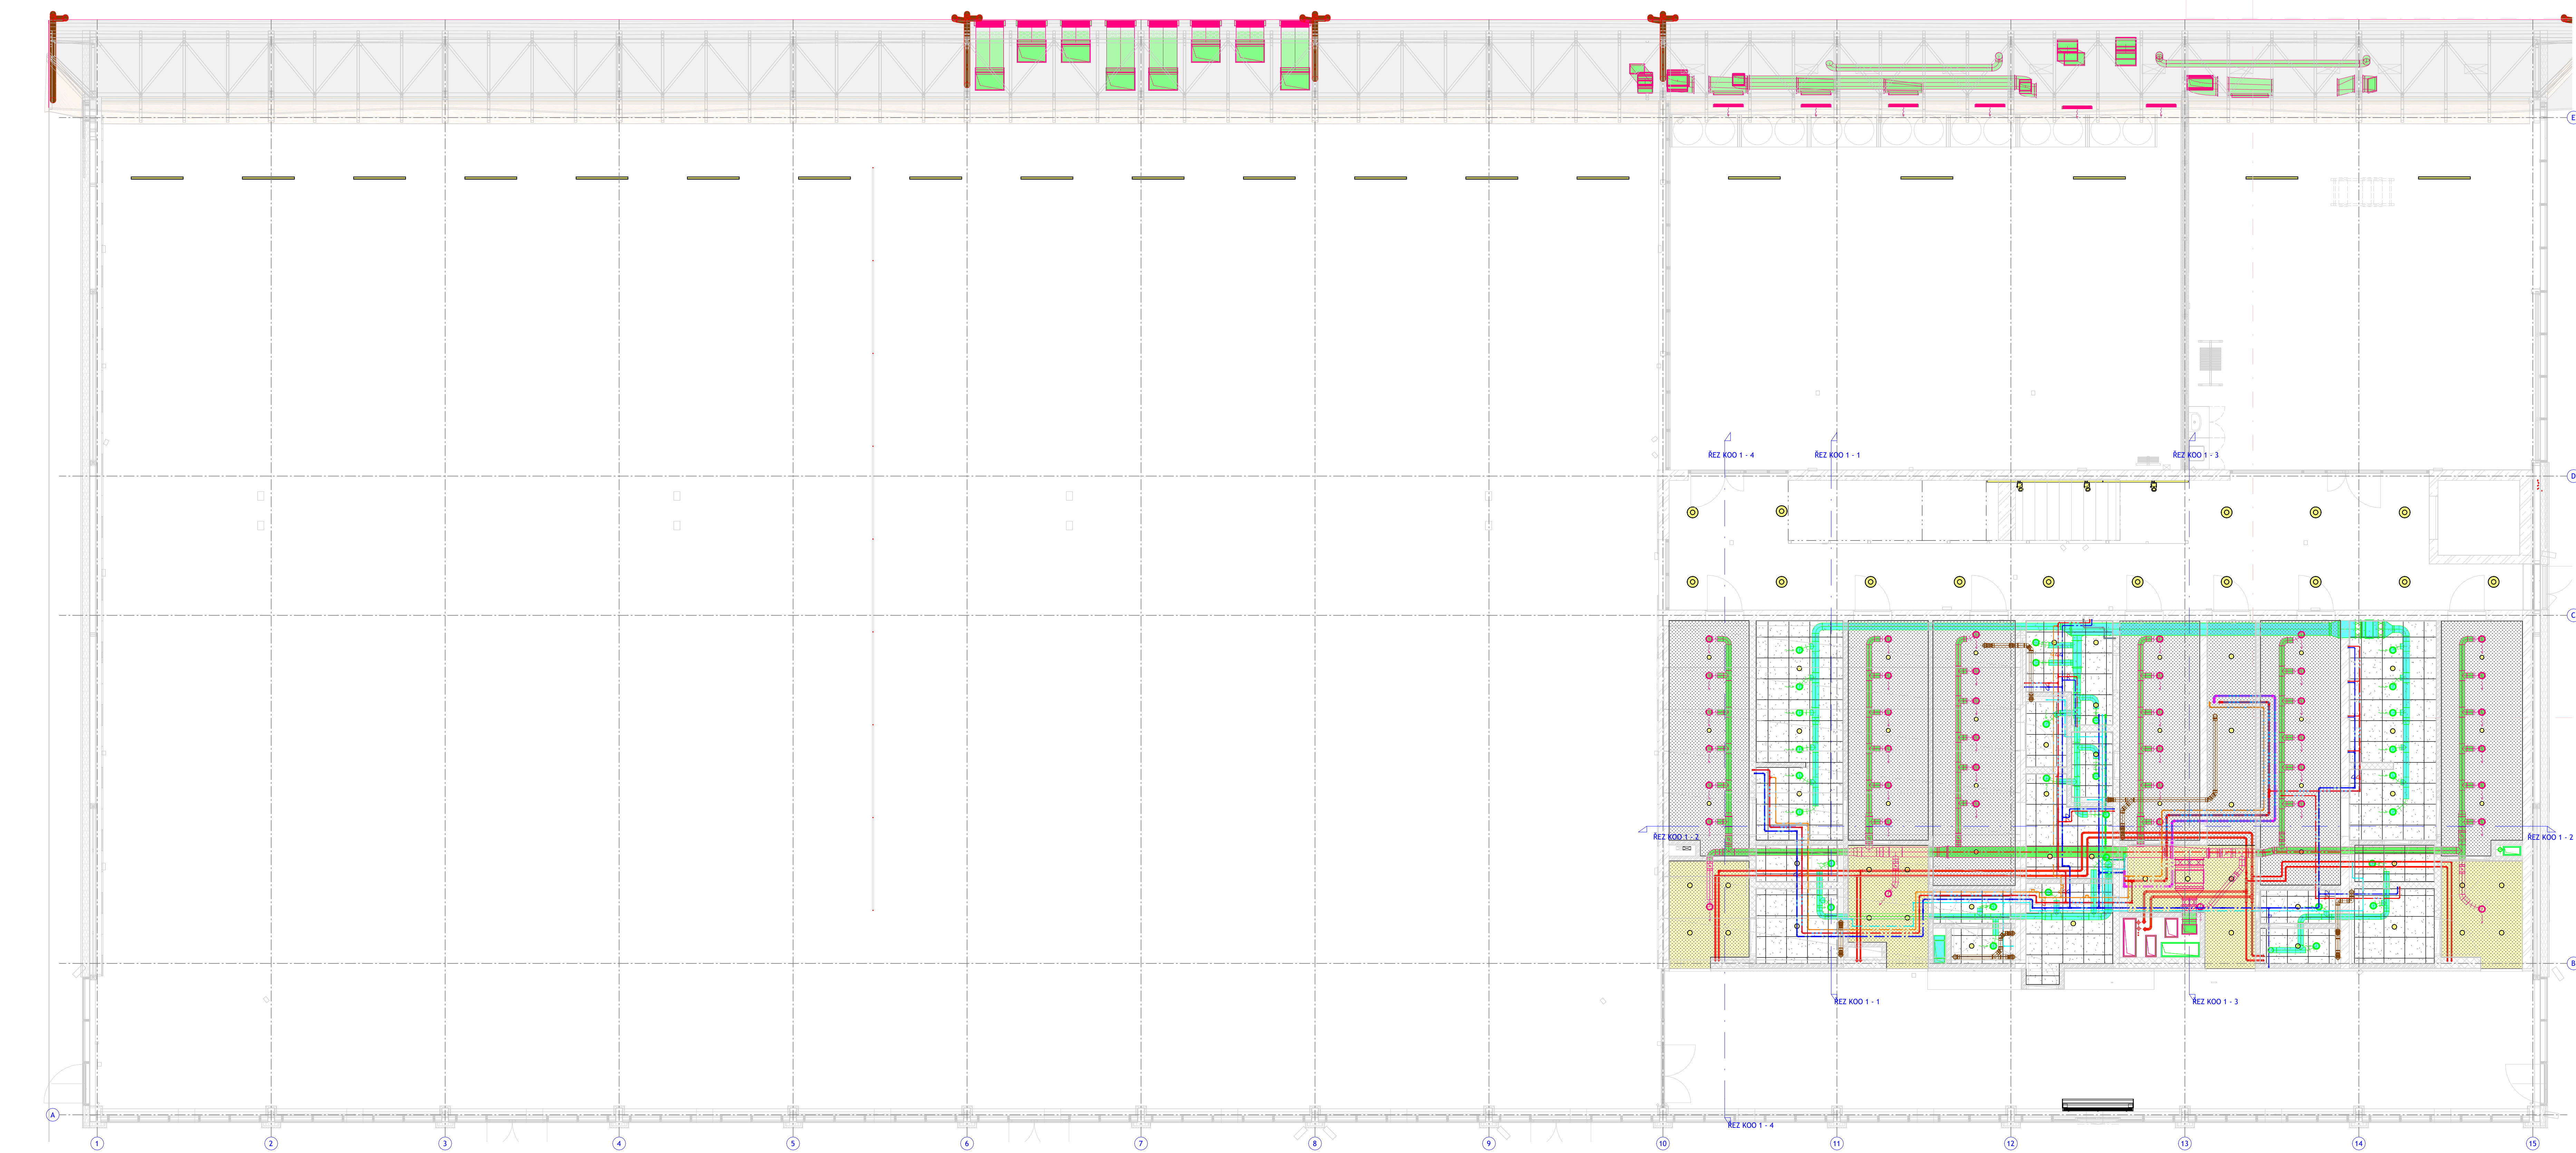 E
D
ŘEZ KOO 1 - 4
ŘEZ KOO 1 - 1
ŘEZ KOO 1 - 3
C
ŘEZ KOO 1 - 2
ŘEZ KOO 1 - 2
B
ŘEZ KOO 1 - 1
ŘEZ KOO 1 - 3
A
ŘEZ KOO 1 - 4
1 2 3 4 5 6 7 8 9 10 11 12 13 14 15